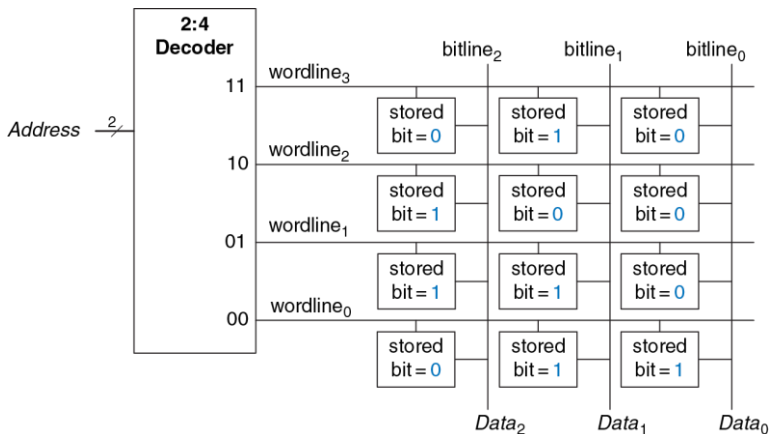 2:4
Decoder
bitline₂ bitline₁ bitline₀
wordline₃
11
stored stored stored
bit = 0 bit = 1 bit = 0
Address 2
wordline₂
10
stored stored stored
bit = 1 bit = 0 bit = 0
wordline₁
01
stored stored stored
bit = 1 bit = 1 bit = 0
wordline₀
00
stored stored stored
bit = 0 bit = 1 bit = 1
Data₂ Data₁ Data₀